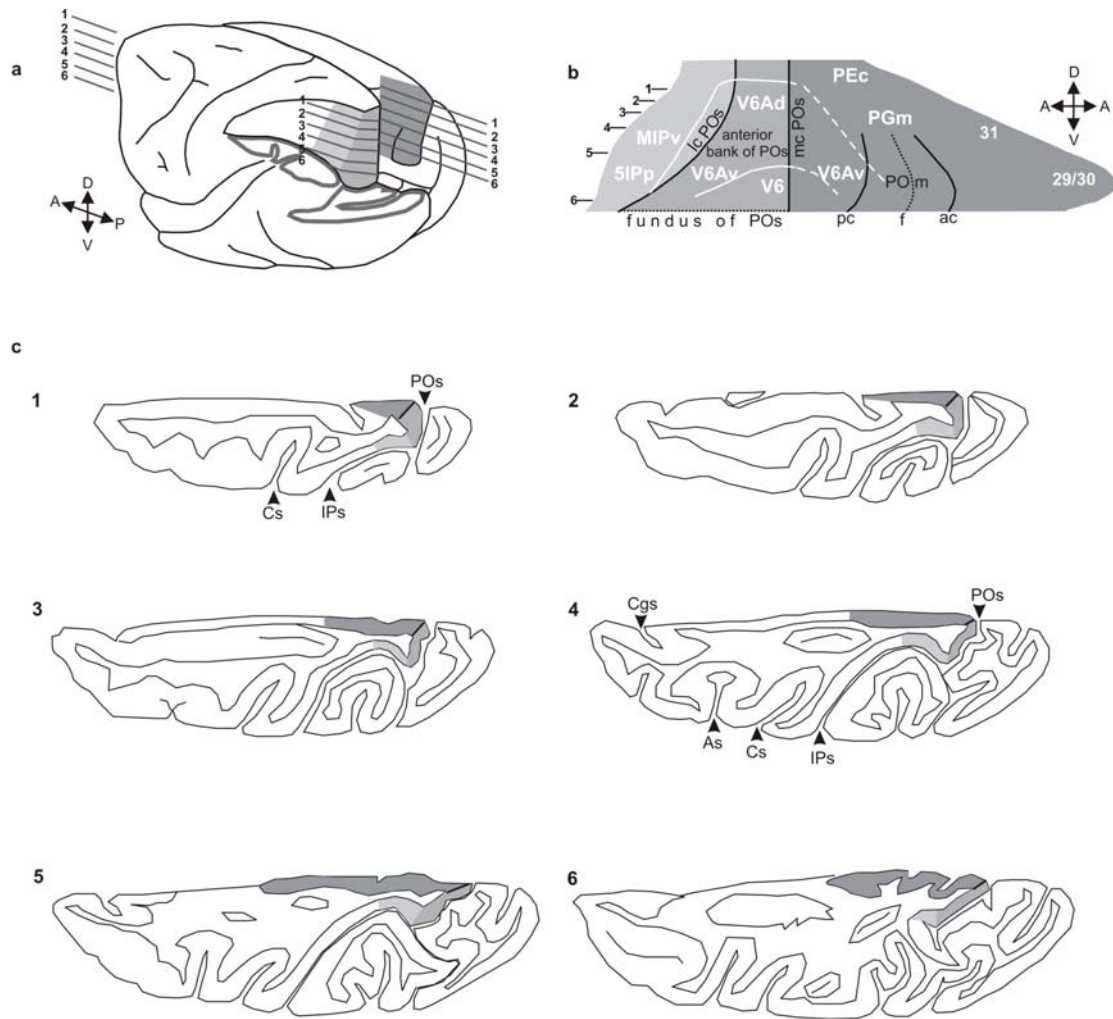 a
1
2
3
4
5
6
1
2
3
4
5
6
1
2
3
4
5
6
D
A
P
V
b
1
2
3
4
5
6
PEc
V6Ad
PGm
MIPv
lc POs
mc POs
anterior
bank of POs
31
5IPp
V6Av
V6
V6Av
POm
29/30
fundus of POs
pc
f
ac
D
A
A
V
c
1
POs
Cs
IPs
2
3
4
Cgs
POs
As
Cs
IPs
5
6